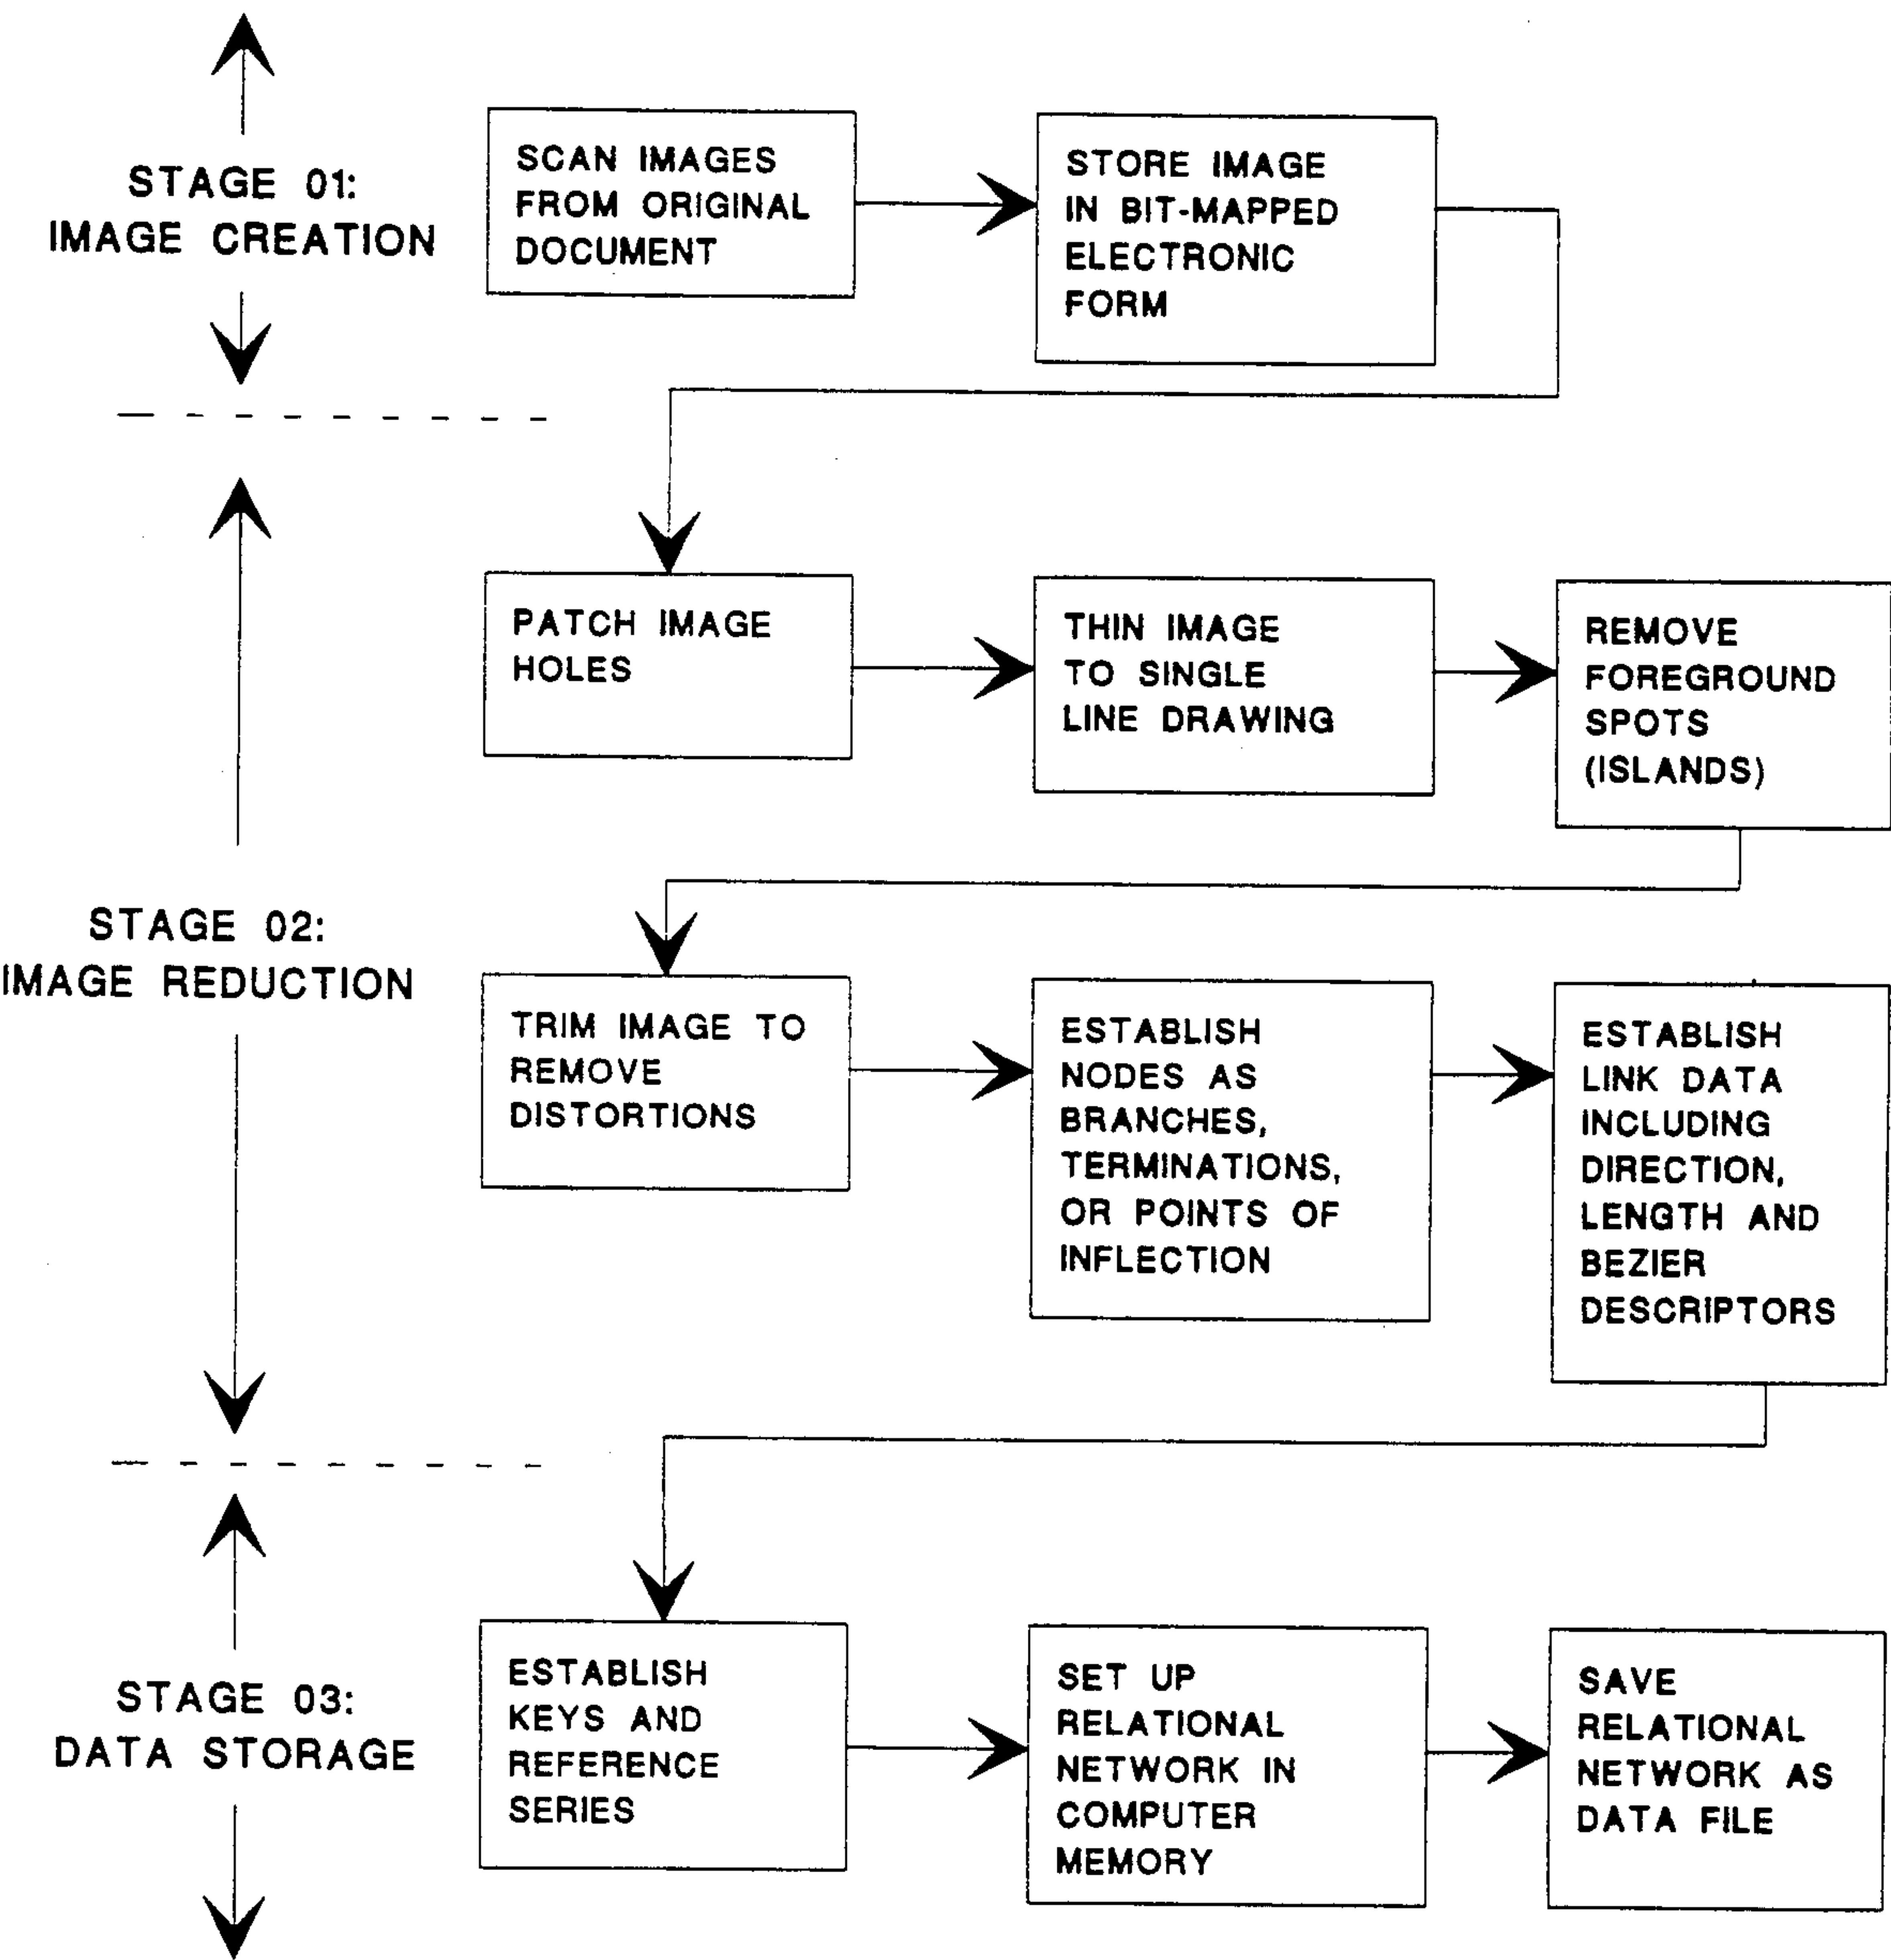 STAGE 01:
IMAGE CREATION
SCAN IMAGES
FROM ORIGINAL
DOCUMENT
STORE IMAGE
IN BIT-MAPPED
ELECTRONIC
FORM
STAGE 02:
IMAGE REDUCTION
PATCH IMAGE
HOLES
THIN IMAGE
TO SINGLE
LINE DRAWING
REMOVE
FOREGROUND
SPOTS
(ISLANDS)
TRIM IMAGE TO
REMOVE
DISTORTIONS
ESTABLISH
NODES AS
BRANCHES,
TERMINATIONS,
OR POINTS OF
INFLECTION
ESTABLISH
LINK DATA
INCLUDING
DIRECTION,
LENGTH AND
BEZIER
DESCRIPTORS
STAGE 03:
DATA STORAGE
ESTABLISH
KEYS AND
REFERENCE
SERIES
SET UP
RELATIONAL
NETWORK IN
COMPUTER
MEMORY
SAVE
RELATIONAL
NETWORK AS
DATA FILE